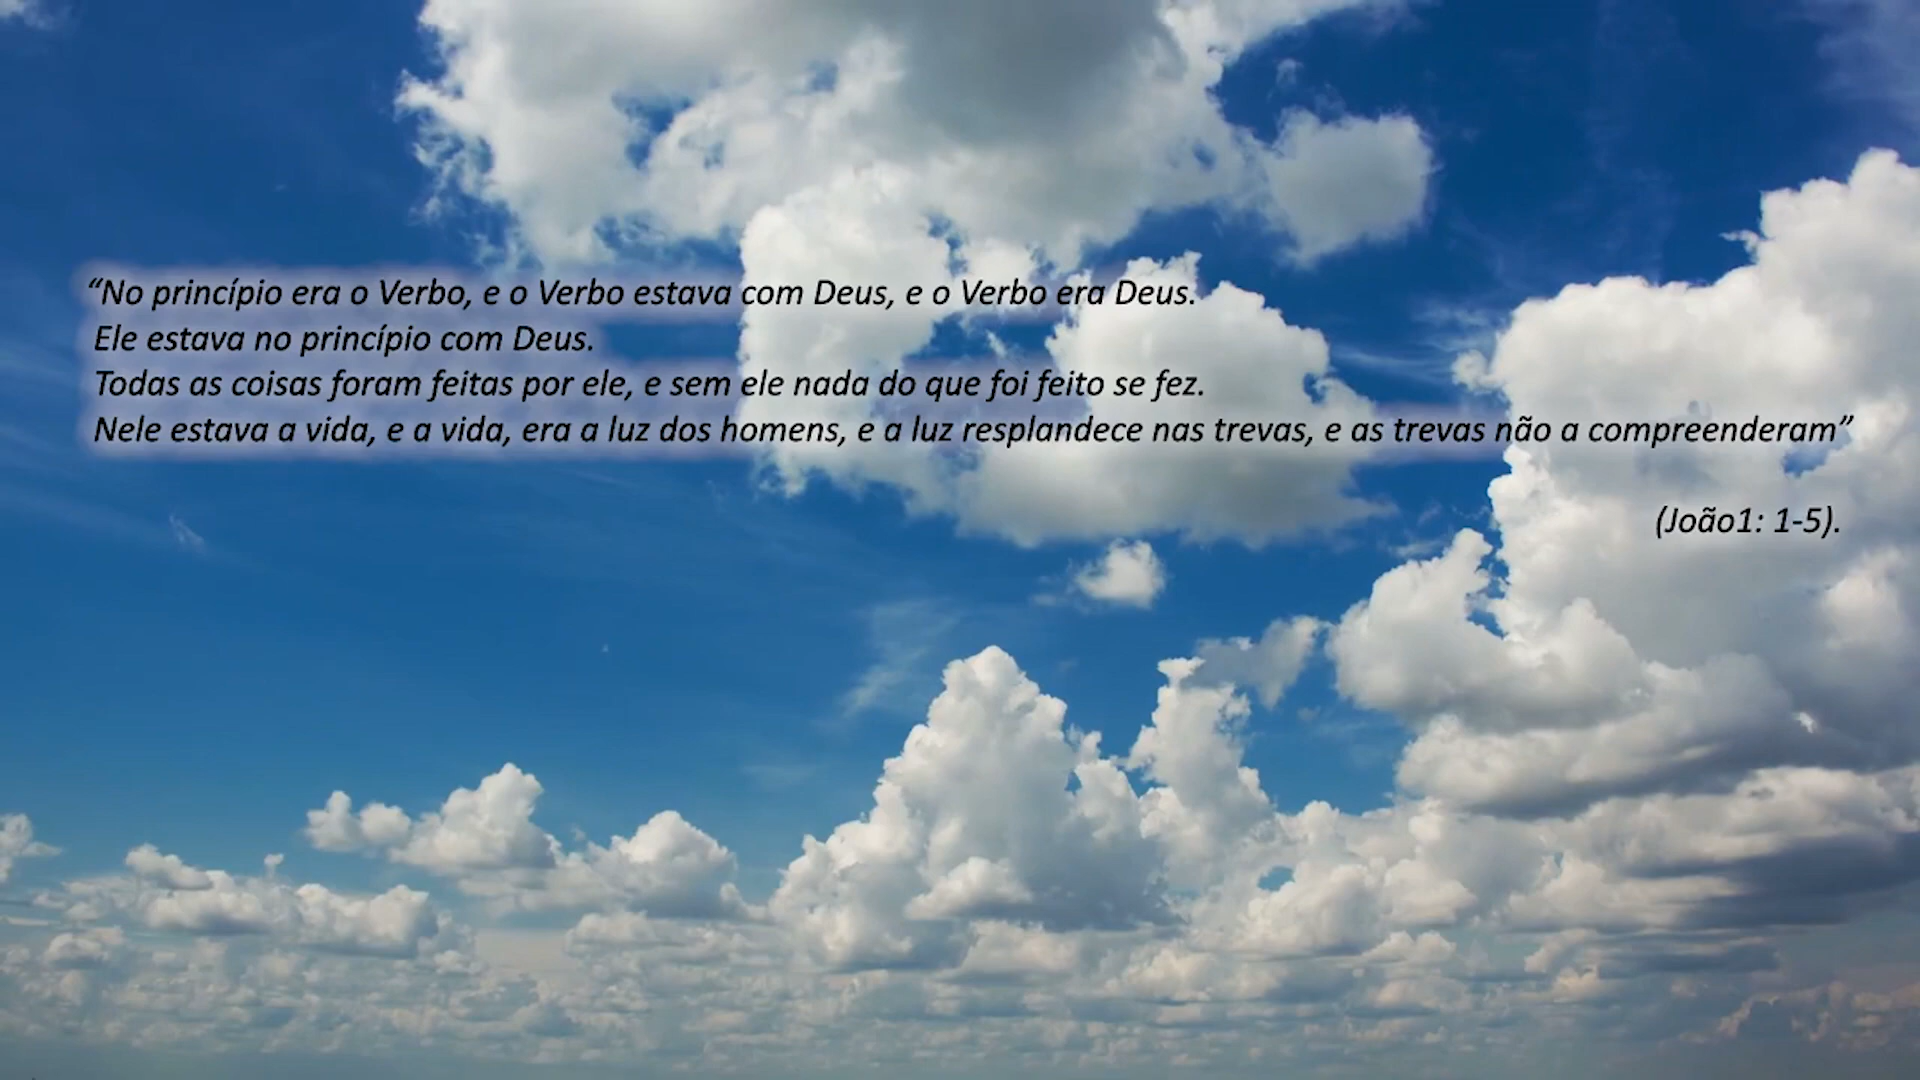 “No princípio era o Verbo, e o Verbo estava com Deus, e o Verbo era Deus.
Ele estava no princípio com Deus.
Todas as coisas foram feitas por ele, e sem ele nada do que foi feito se fez.
Nele estava a vida, e a vida, era a luz dos homens, e a luz resplandece nas trevas, e as trevas não a compreenderam”
(João1: 1-5).